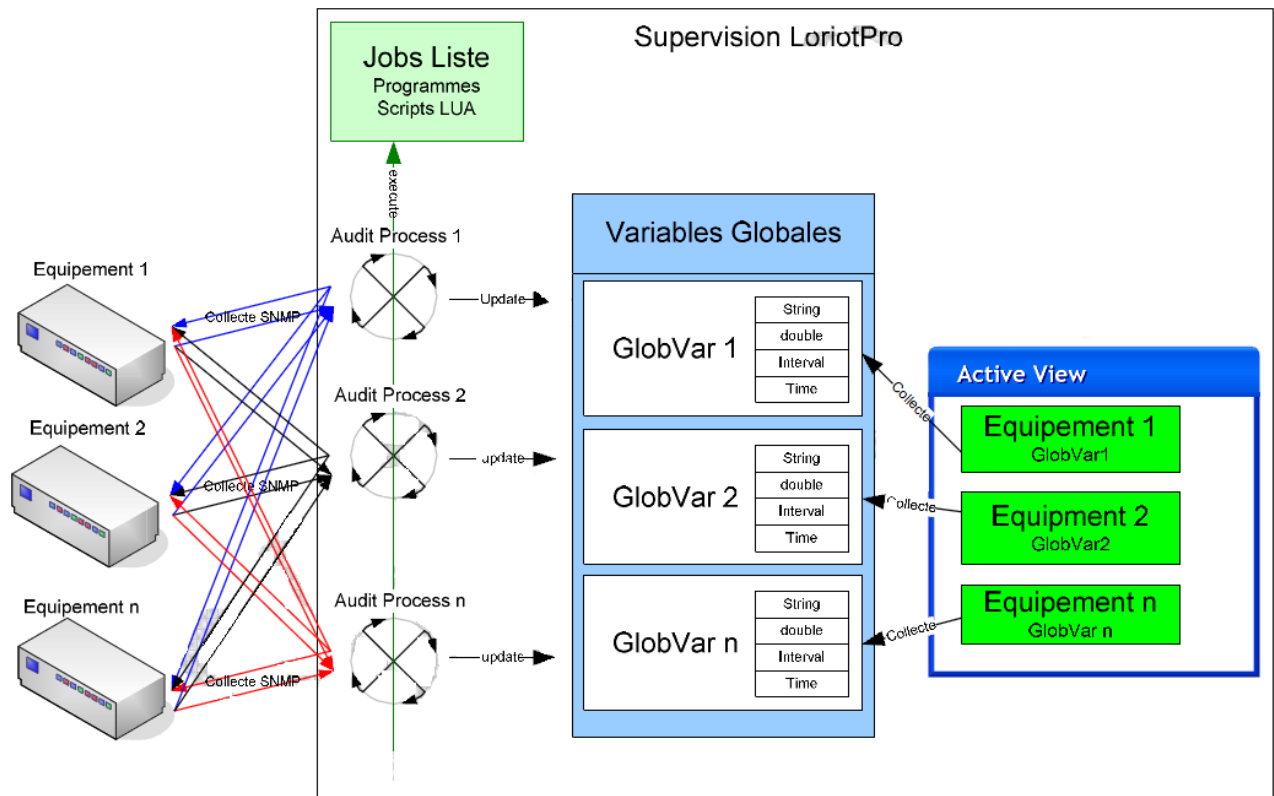 Supervision LoriotPro
Jobs Liste
Programmes
Scripts LUA
execute
Audit Process 1
Variables Globales
Equipement 1
Collecte SNMP
Update
GlobVar 1
String
double
Interval
Time
Collecte
Active View
Equipement 1
GlobVar1
Audit Process 2
Equipement 2
Collecte SNMP
update
GlobVar 2
String
double
Interval
Time
Collecte
Equipment 2
GlobVar2
Audit Process n
Equipement n
Collecte SNMP
update
GlobVar n
String
double
Interval
Time
Collecte
Equipement n
GlobVar n